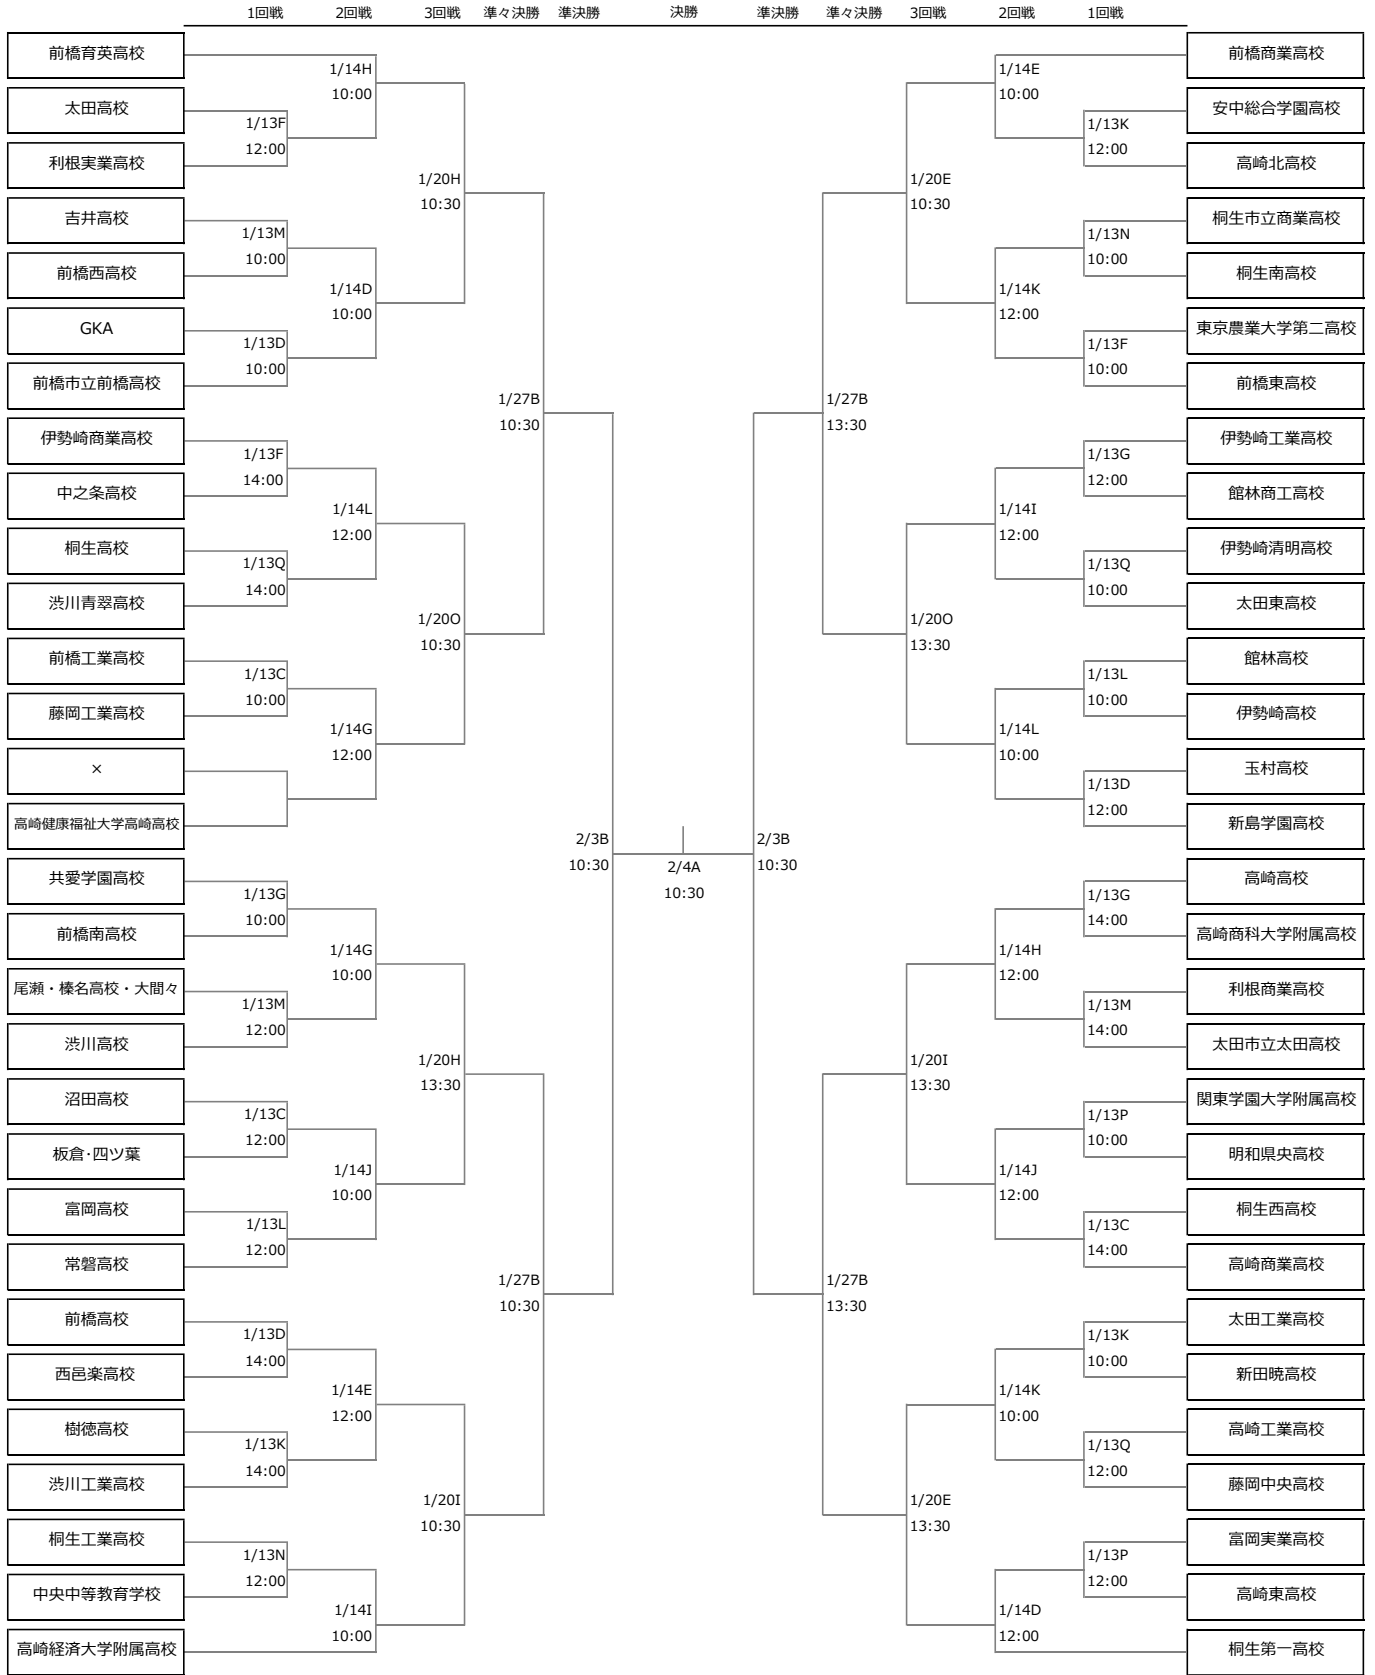 1回戦 2回戦 3回戦 準々決勝 準決勝 決勝 準決勝 準々決勝 3回戦 2回戦 1回戦
前橋育英高校
太田高校
利根実業高校
吉井高校
前橋西高校
GKA
前橋市立前橋高校
伊勢崎商業高校
中之条高校
桐生高校
渋川青翠高校
前橋工業高校
藤岡工業高校
×
高崎健康福祉大学高崎高校
共愛学園高校
前橋南高校
尾瀬・榛名高校・大間々
渋川高校
沼田高校
板倉・四ツ葉
富岡高校
常磐高校
前橋高校
西邑楽高校
樹徳高校
渋川工業高校
桐生工業高校
中央中等教育学校
高崎経済大学附属高校
1/13F
12:00
1/13M
10:00
1/13D
10:00
1/13F
14:00
1/13Q
14:00
1/13C
10:00
1/13G
10:00
1/13M
12:00
1/13C
12:00
1/13L
12:00
1/13D
14:00
1/13K
14:00
1/13N
12:00
1/14H
10:00
1/14D
10:00
1/14L
12:00
1/14G
12:00
1/14G
10:00
1/14J
10:00
1/14E
12:00
1/14I
10:00
1/20H
10:30
1/20O
10:30
1/20H
13:30
1/20I
10:30
1/27B
10:30
1/27B
10:30
2/3B
10:30
2/4A
10:30
2/3B
10:30
1/27B
13:30
1/27B
13:30
1/20E
10:30
1/20O
13:30
1/20I
13:30
1/20E
13:30
1/14E
10:00
1/14K
12:00
1/14I
12:00
1/14L
10:00
1/14H
12:00
1/14J
12:00
1/14K
10:00
1/14D
12:00
1/13K
12:00
1/13N
10:00
1/13F
10:00
1/13G
12:00
1/13Q
10:00
1/13L
10:00
1/13D
12:00
1/13G
14:00
1/13M
14:00
1/13P
10:00
1/13C
14:00
1/13K
10:00
1/13Q
12:00
1/13P
12:00
前橋商業高校
安中総合学園高校
高崎北高校
桐生市立商業高校
桐生南高校
東京農業大学第二高校
前橋東高校
伊勢崎工業高校
館林商工高校
伊勢崎清明高校
太田東高校
館林高校
伊勢崎高校
玉村高校
新島学園高校
高崎高校
高崎商科大学附属高校
利根商業高校
太田市立太田高校
関東学園大学附属高校
明和県央高校
桐生西高校
高崎商業高校
太田工業高校
新田暁高校
高崎工業高校
藤岡中央高校
富岡実業高校
高崎東高校
桐生第一高校